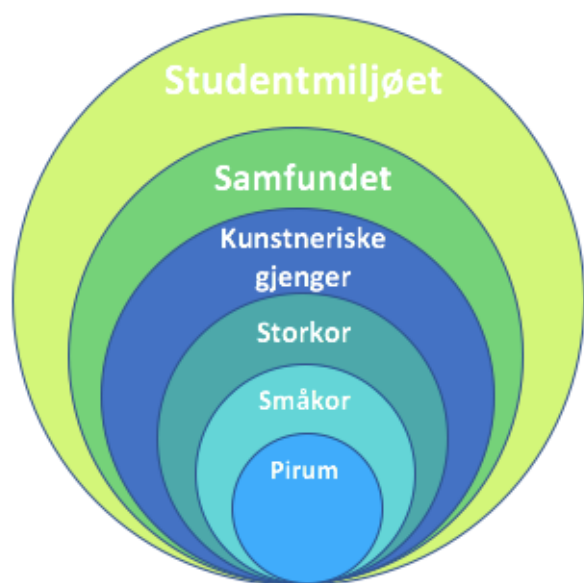 Studentmiljøet
Samfundet
Kunstneriske
gjenger
Storkor
Småkor
Pirum